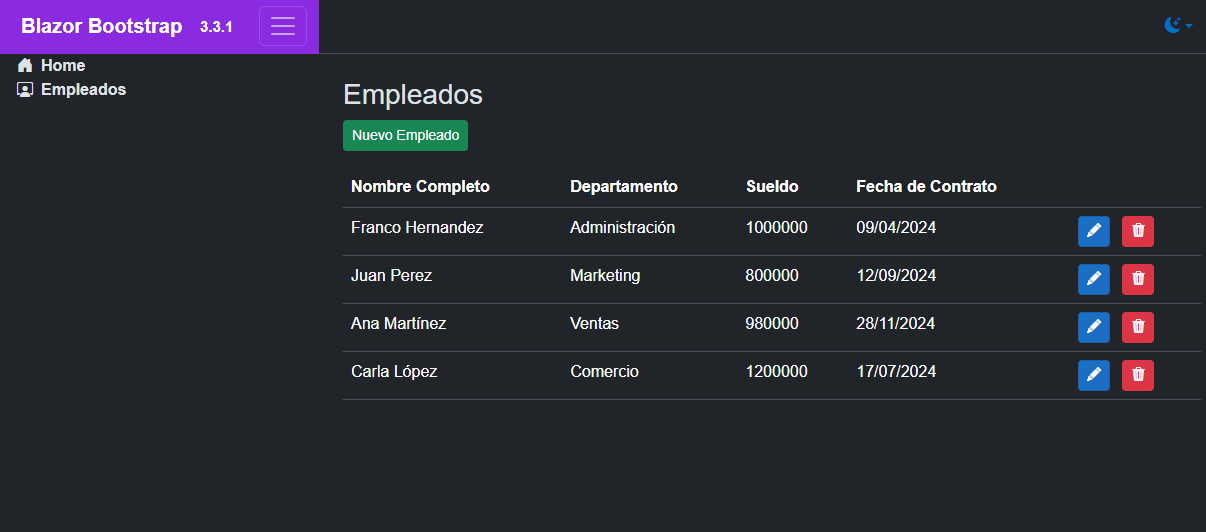 Blazor Bootstrap 3.3.1
Home
Empleados
Empleados
Nuevo Empleado
Nombre Completo Departamento Sueldo Fecha de Contrato
Franco Hernandez Administración 1000000 09/04/2024
Juan Perez Marketing 800000 12/09/2024
Ana Martínez Ventas 980000 28/11/2024
Carla López Comercio 1200000 17/07/2024